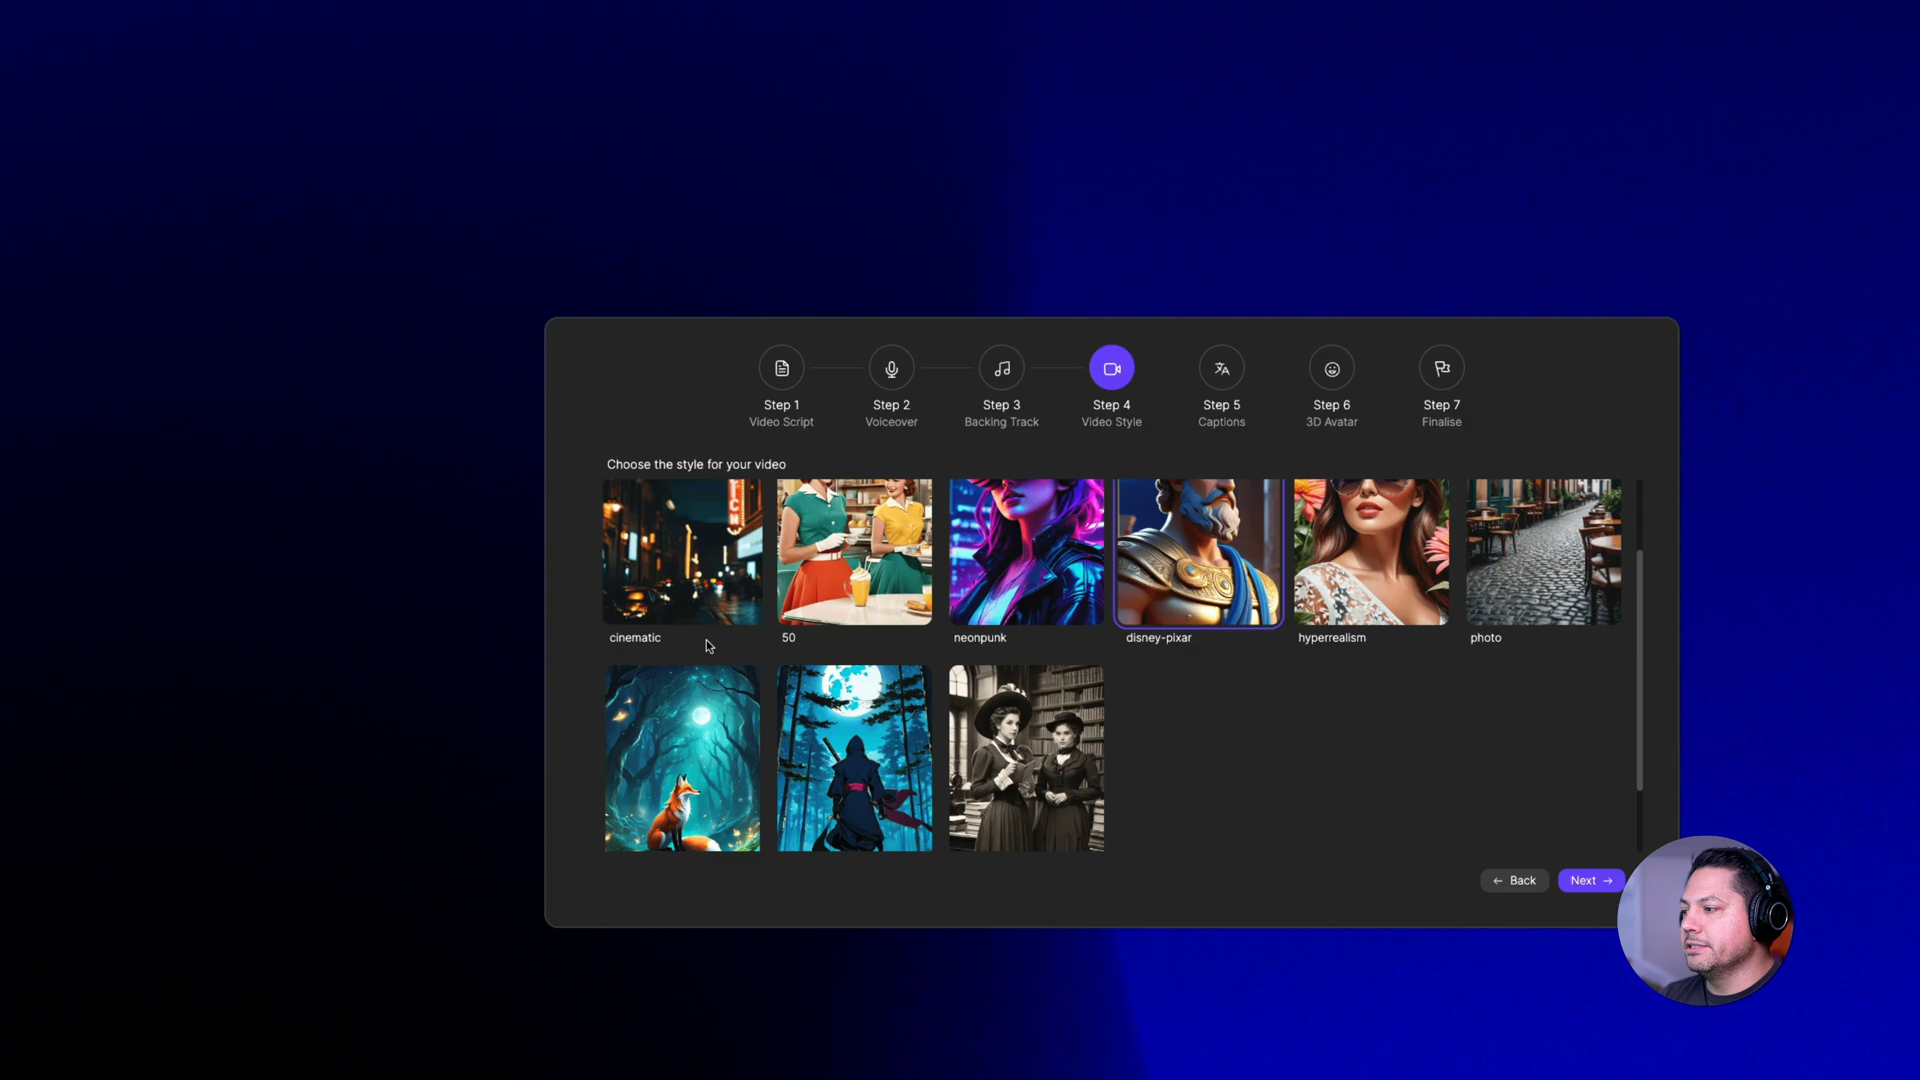 Step 1
Video Script
Step 2
Voiceover
Step 3
Backing Track
Step 4
Video Style
Step 5
Captions
Step 6
3D Avatar
Step 7
Finalise
Choose the style for your video
cinematic
50
neonpunk
disney-pixar
hyperrealism
photo
← Back
Next →